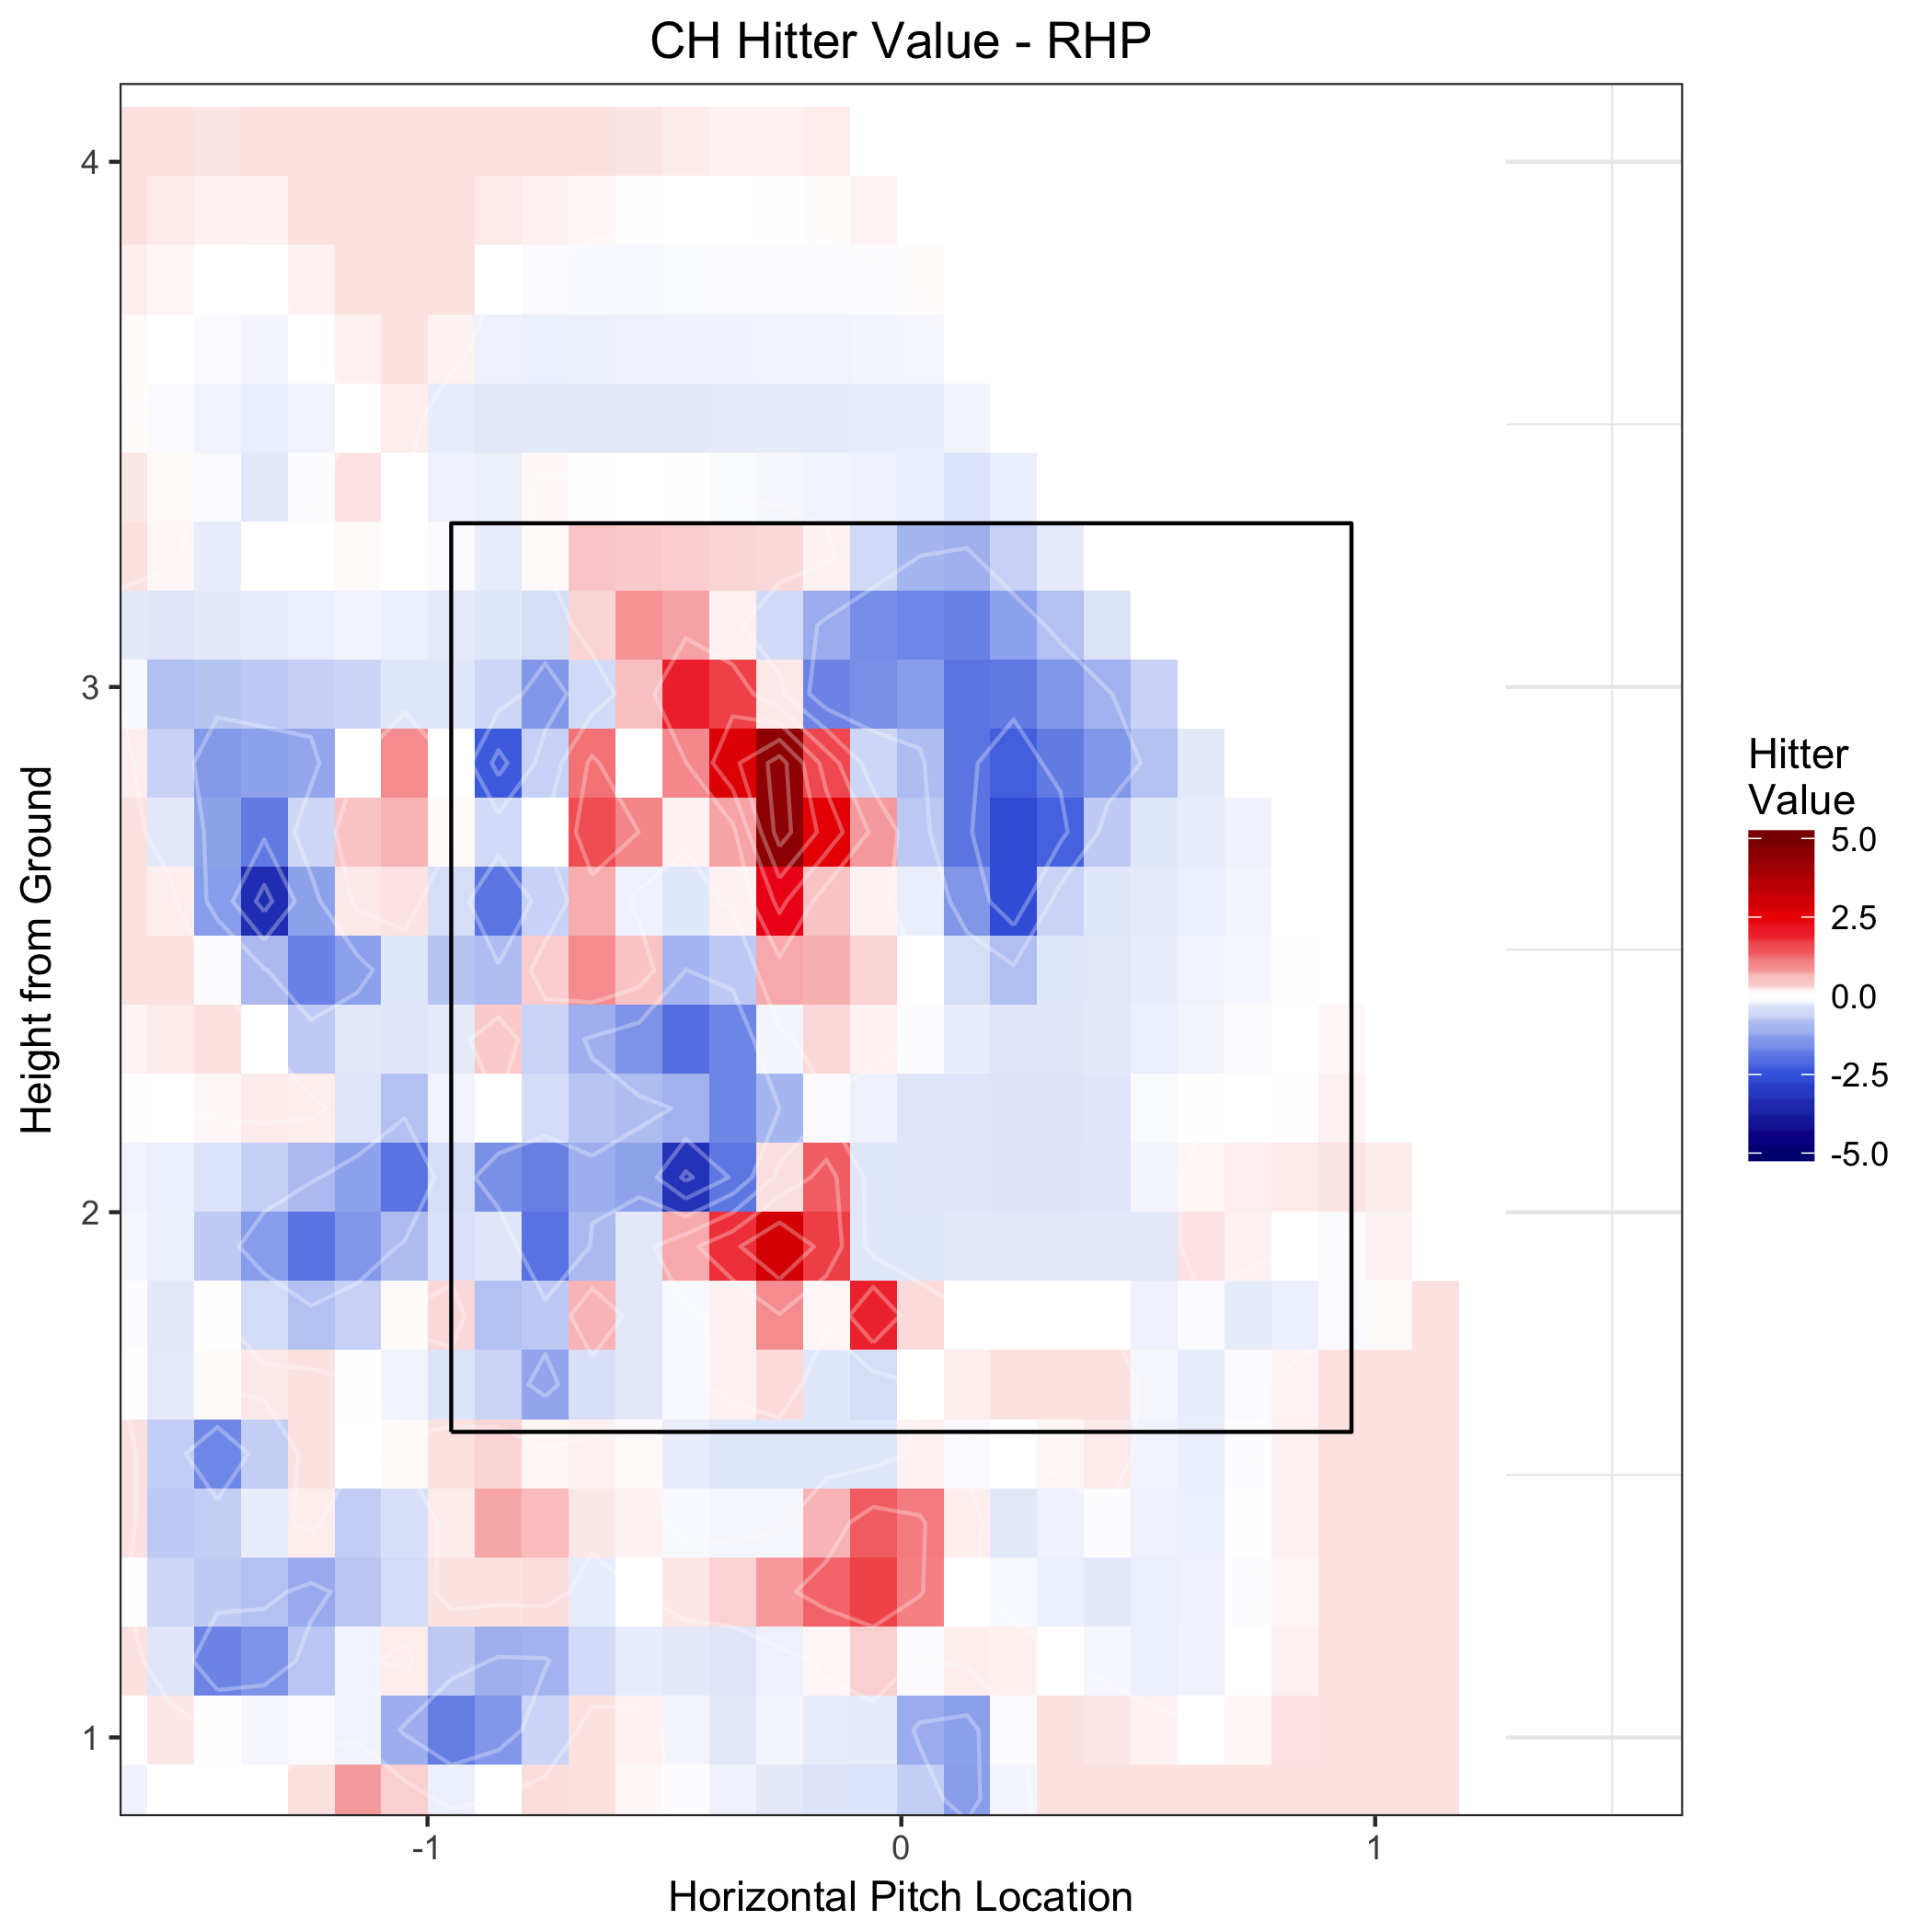 CH Hitter Value - RHP
4
3
2
1
Height from Ground
-1
0
1
Horizontal Pitch Location
Hitter
Value
5.0
2.5
0.0
-2.5
-5.0